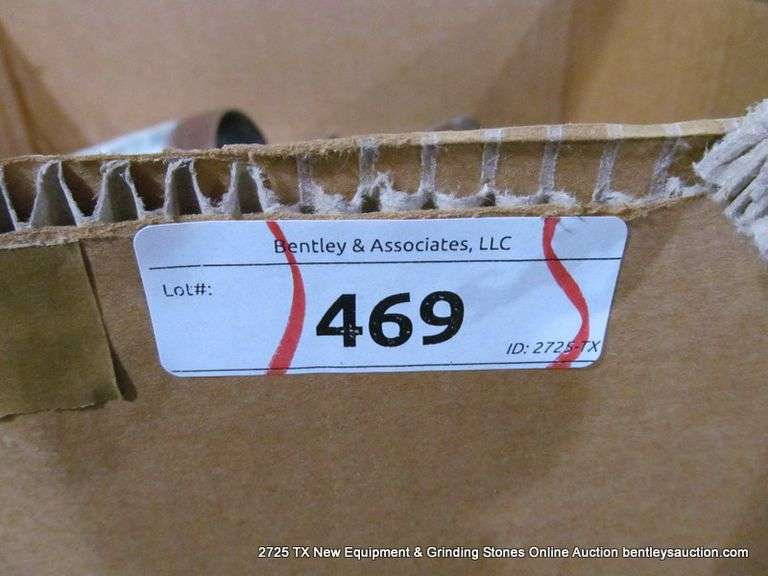 Bentley & Associates, LLC
Lot#:
469
ID: 2725-TX
2725 TX New Equipment & Grinding Stones Online Auction bentleysauction.com